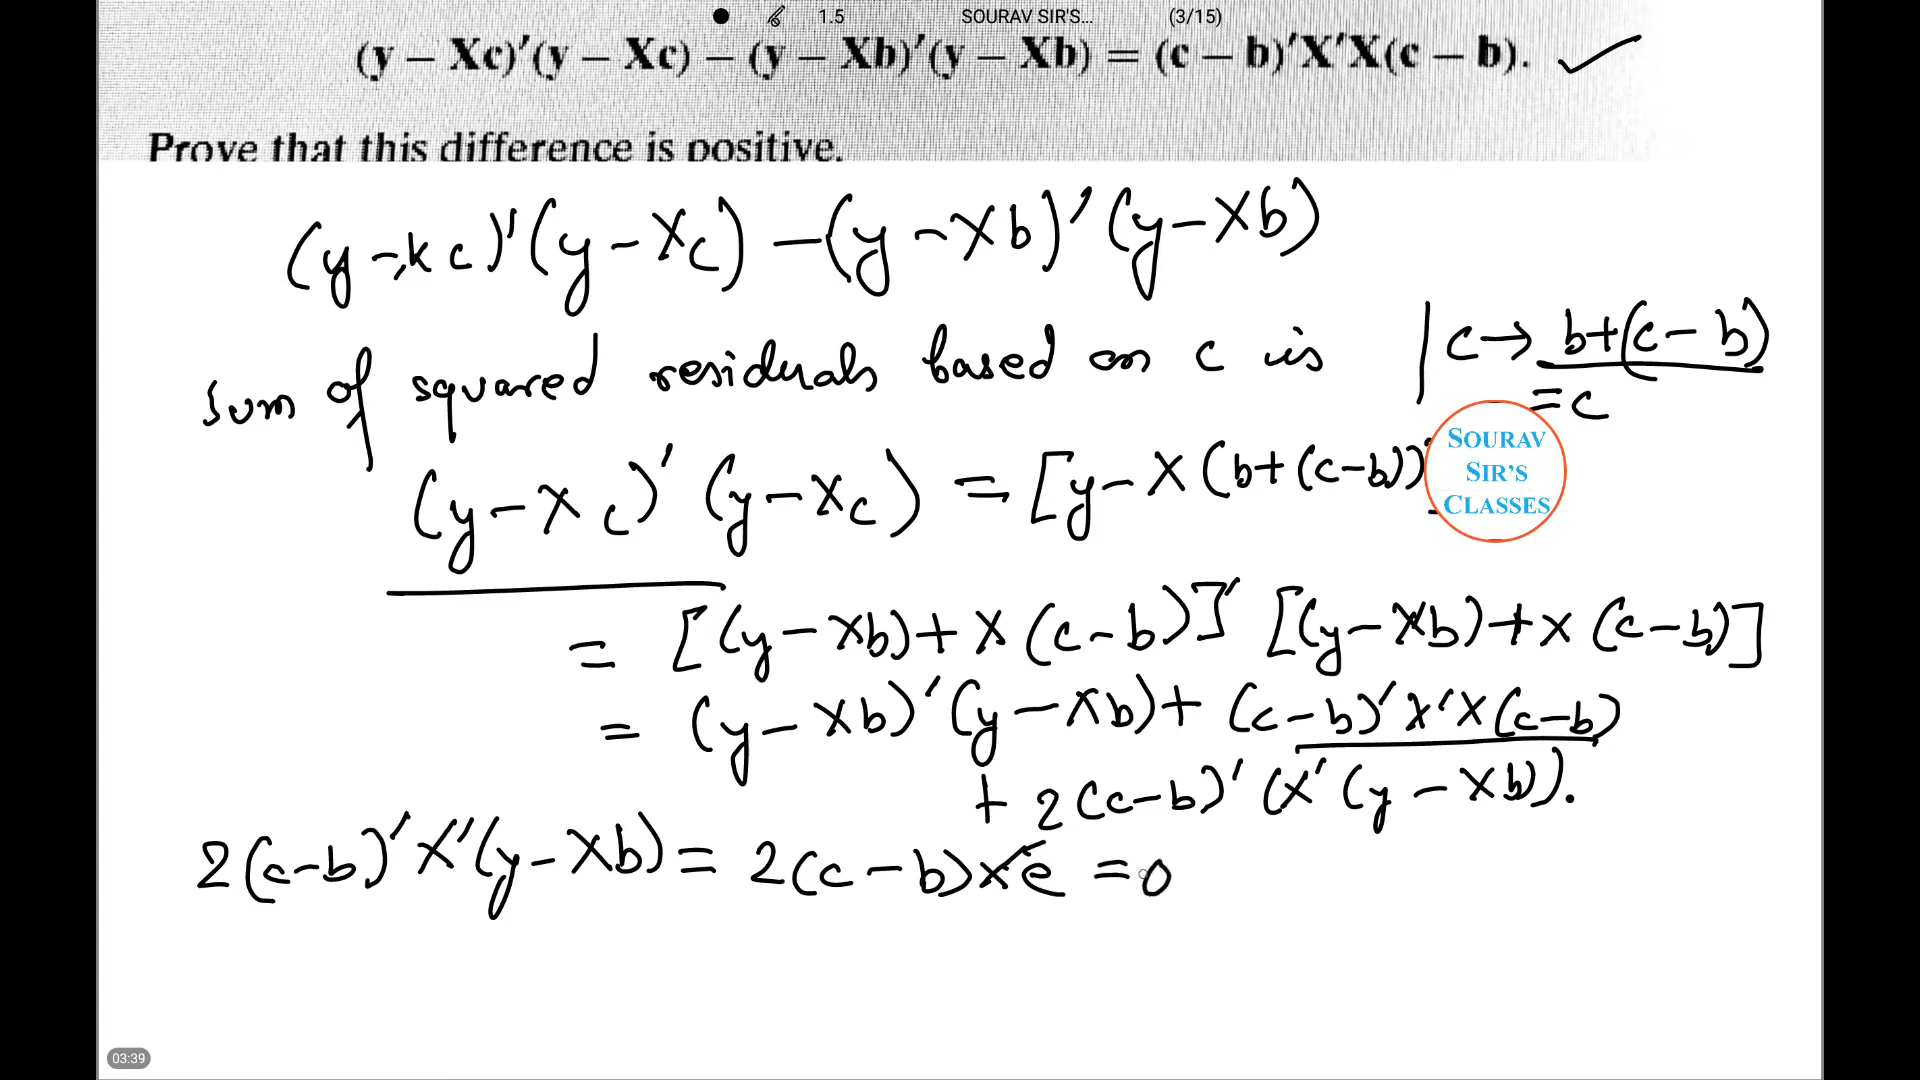 1.5 SOURAV SIR'S... (3/15)
(y – Xc)′(y – Xc) – (y – Xb)′(y – Xb) = (c – b)′X′X(c – b).
Prove that this difference is positive.
(y - Xc)'(y - Xc) - (y - Xb)'(y - Xb)
Sum of squared residuals based on c is
c → b+(c-b)
= c
(y - Xc)'(y - Xc) = [y - X(b+(c-b))
SOURAV
SIR'S
CLASSES
= [(y - Xb) + X(c-b)]' [(y - Xb) + X(c-b)]
= (y - Xb)'(y - Xb) + (c-b)'X'X(c-b)
+ 2(c-b)'(X'(y - Xb)).
2(c-b)'X'(y - Xb) = 2(c-b)X'e = 0
03:39